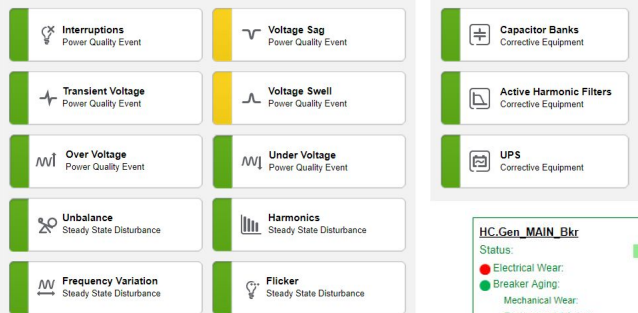 Interruptions
Power Quality Event
Voltage Sag
Power Quality Event
Capacitor Banks
Corrective Equipment
Transient Voltage
Power Quality Event
Voltage Swell
Power Quality Event
Active Harmonic Filters
Corrective Equipment
Over Voltage
Power Quality Event
Under Voltage
Power Quality Event
UPS
Corrective Equipment
Unbalance
Steady State Disturbance
Harmonics
Steady State Disturbance
Frequency Variation
Steady State Disturbance
Flicker
Steady State Disturbance
HC.Gen_MAIN_Bkr
Status:
Electrical Wear:
Breaker Aging:
Mechanical Wear: